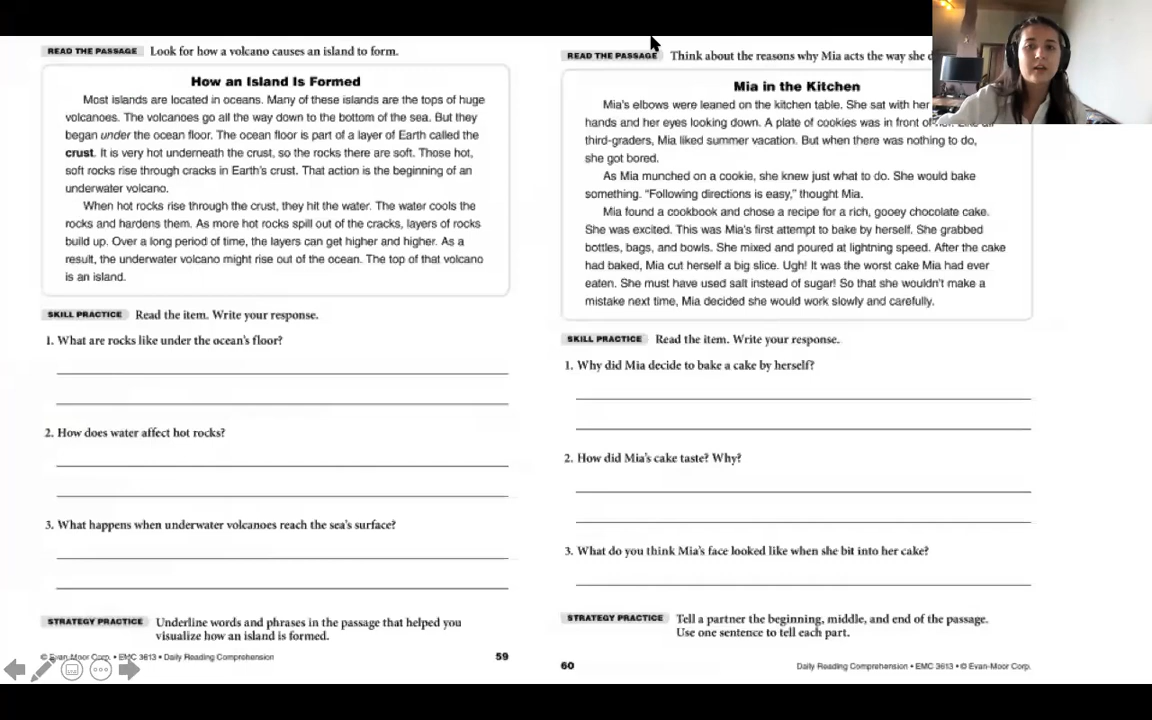 READ THE PASSAGE Look for how a volcano causes an island to form.
How an Island Is Formed
Most islands are located in oceans. Many of these islands are the tops of huge
volcanoes. The volcanoes go all the way down to the bottom of the sea. But they
began under the ocean floor. The ocean floor is part of a layer of Earth called the
crust. It is very hot underneath the crust, so the rocks there are soft. Those hot,
soft rocks rise through cracks in Earth's crust. That action is the beginning of an
underwater volcano.
When hot rocks rise through the crust, they hit the water. The water cools the
rocks and hardens them. As more hot rocks spill out of the cracks, layers of rocks
build up. Over a long period of time, the layers can get higher and higher. As a
result, the underwater volcano might rise out of the ocean. The top of that volcano
is an island.
SKILL PRACTICE Read the item. Write your response.
1. What are rocks like under the ocean's floor?
2. How does water affect hot rocks?
3. What happens when underwater volcanoes reach the sea's surface?
STRATEGY PRACTICE Underline words and phrases in the passage that helped you
visualize how an island is formed.
© Evan-Moor Corp. • EMC 3613 • Daily Reading Comprehension
59
READ THE PASSAGE Think about the reasons why Mia acts the way she
Mia in the Kitchen
Mia's elbows were leaned on the kitchen table. She sat with her
hands and her eyes looking down. A plate of cookies was in front of
third-graders, Mia liked summer vacation. But when there was nothing to do,
she got bored.
As Mia munched on a cookie, she knew just what to do. She would bake
something. "Following directions is easy," thought Mia.
Mia found a cookbook and chose a recipe for a rich, gooey chocolate cake.
She was excited. This was Mia's first attempt to bake by herself. She grabbed
bottles, bags, and bowls. She mixed and poured at lightning speed. After the cake
had baked, Mia cut herself a big slice. Ugh! It was the worst cake Mia had ever
eaten. She must have used salt instead of sugar! So that she wouldn't make a
mistake next time, Mia decided she would work slowly and carefully.
SKILL PRACTICE Read the item. Write your response.
1. Why did Mia decide to bake a cake by herself?
2. How did Mia's cake taste? Why?
3. What do you think Mia's face looked like when she bit into her cake?
STRATEGY PRACTICE Tell a partner the beginning, middle, and end of the passage.
Use one sentence to tell each part.
60
Daily Reading Comprehension • EMC 3613 • © Evan-Moor Corp.